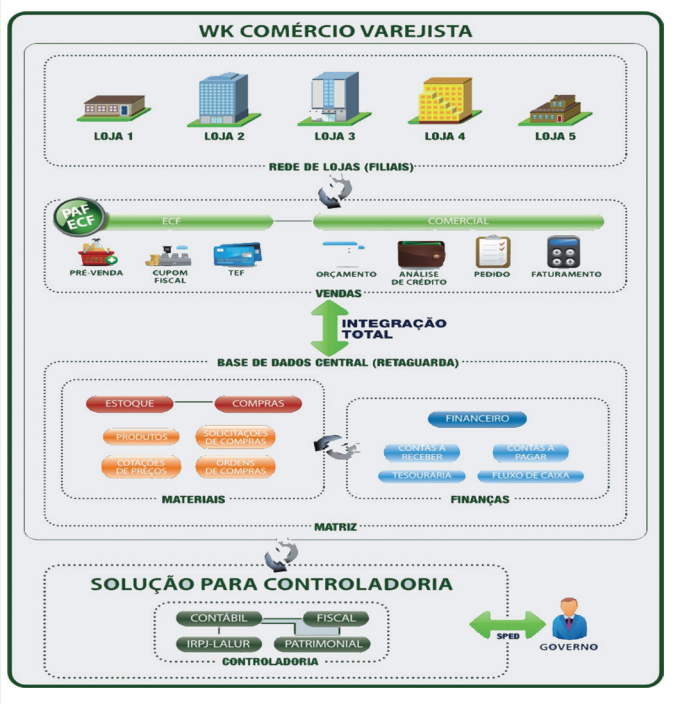 WK COMÉRCIO VAREJISTA
LOJA 1
LOJA 2
LOJA 3
LOJA 4
LOJA 5
REDE DE LOJAS (FILIAIS)
PAF
ECF
ECF
COMERCIAL
PRÉ-VENDA
CUPOM
FISCAL
TEF
ORÇAMENTO
ANÁLISE
DE CRÉDITO
PEDIDO
FATURAMENTO
VENDAS
INTEGRAÇÃO
TOTAL
BASE DE DADOS CENTRAL (RETAGUARDA)
ESTOQUE
COMPRAS
PRODUTOS
SOLICITAÇÕES
DE COMPRAS
COTAÇÕES
DE PREÇOS
ORDENS
DE COMPRAS
MATERIAIS
FINANCEIRO
CONTAS A
RECEBER
CONTAS A
PAGAR
TESOURARIA
FLUXO DE CAIXA
FINANÇAS
MATRIZ
SOLUÇÃO PARA CONTROLADORIA
CONTÁBIL
FISCAL
IRPJ-LALUR
PATRIMONIAL
CONTROLADORIA
SPED
GOVERNO